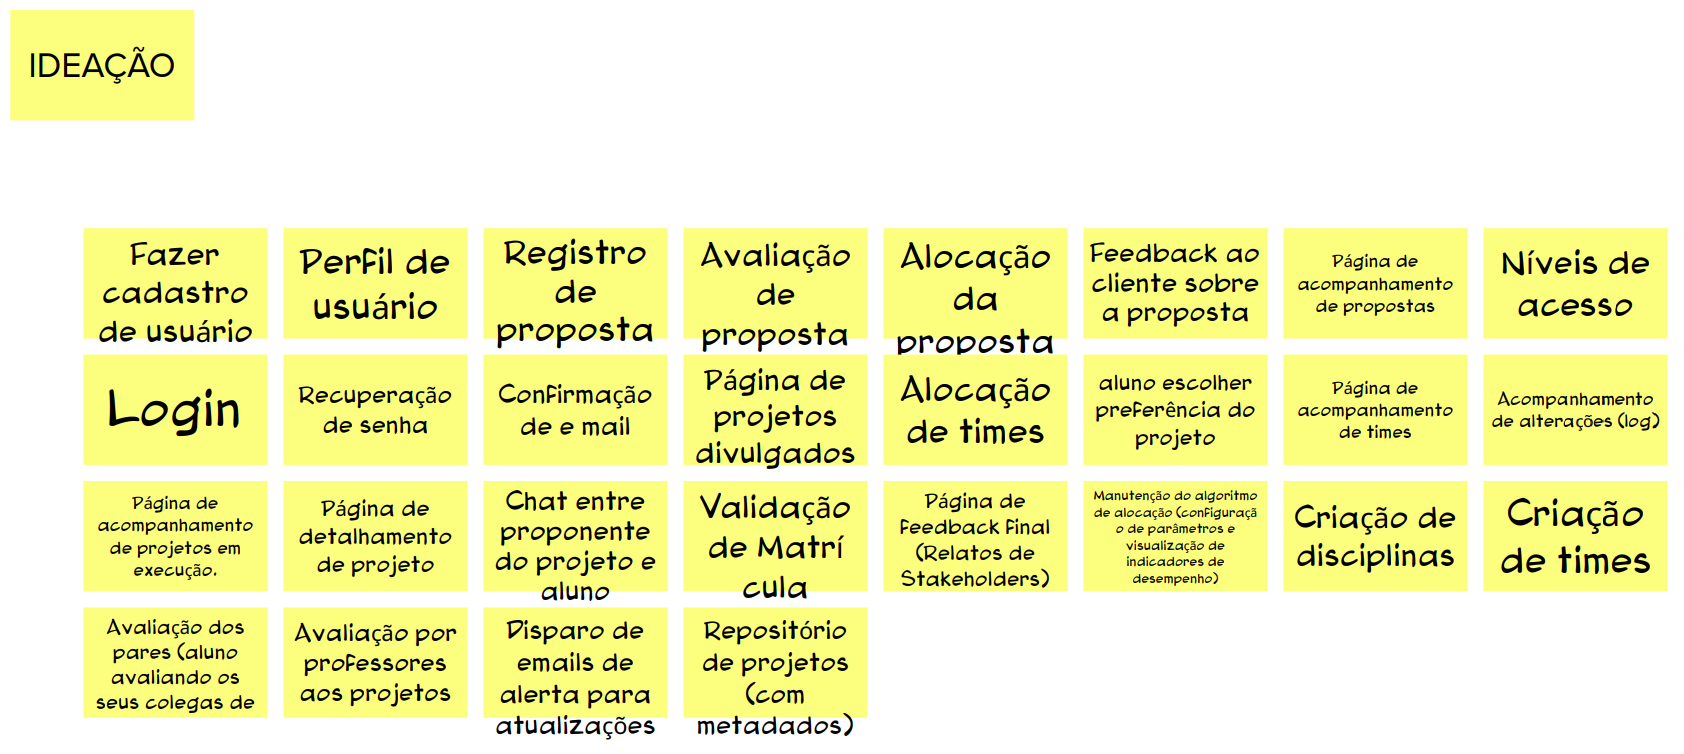 IDEAÇÃO
Fazer
cadastro
de usuário
Perfil de
usuário
Registro
de
proposta
Avaliação
de
proposta
Alocação
da
proposta
Feedback ao
cliente sobre
a proposta
Página de
acompanhamento
de propostas
Níveis de
acesso
Login
Recuperação
de senha
Confirmação
de e mail
Página de
projetos
divulgados
Alocação
de times
aluno escolher
preferência do
projeto
Página de
acompanhamento
de times
Acompanhamento
de alterações (log)
Página de
acompanhamento
de projetos em
execução.
Página de
detalhamento
de projeto
Chat entre
proponente
do projeto e
aluno
Validação
de Matrí
cula
Página de
feedback final
(Relatos de
Stakeholders)
Manutenção do algoritmo
de alocação (configuraçã
o de parâmetros e
visualização de
indicadores de
desempenho)
Criação de
disciplinas
Criação
de times
Avaliação dos
pares (aluno
avaliando os
seus colegas de
Avaliação por
professores
aos projetos
Disparo de
emails de
alerta para
atualizações
Repositório
de projetos
(com
metadados)